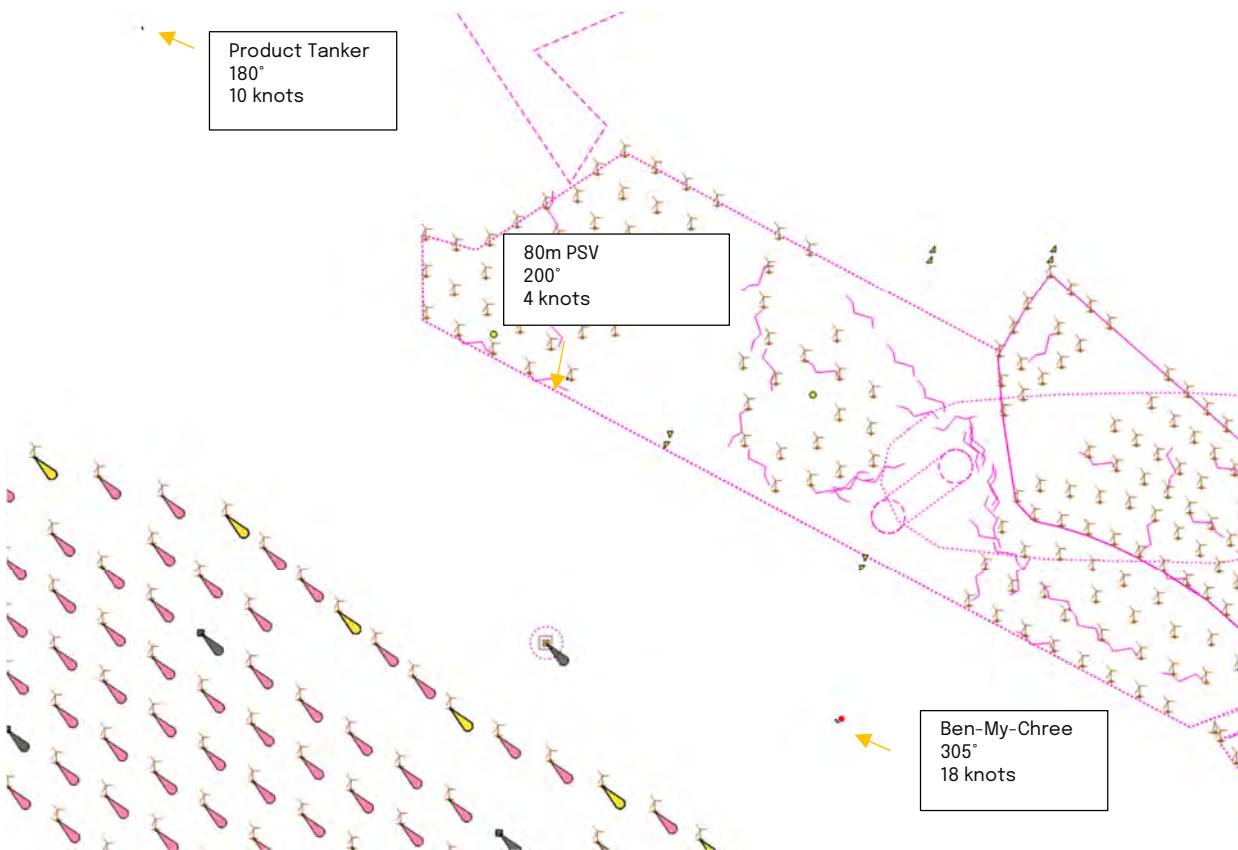 Product Tanker
180°
10 knots
80m PSV
200°
4 knots
Ben-My-Chree
305°
18 knots